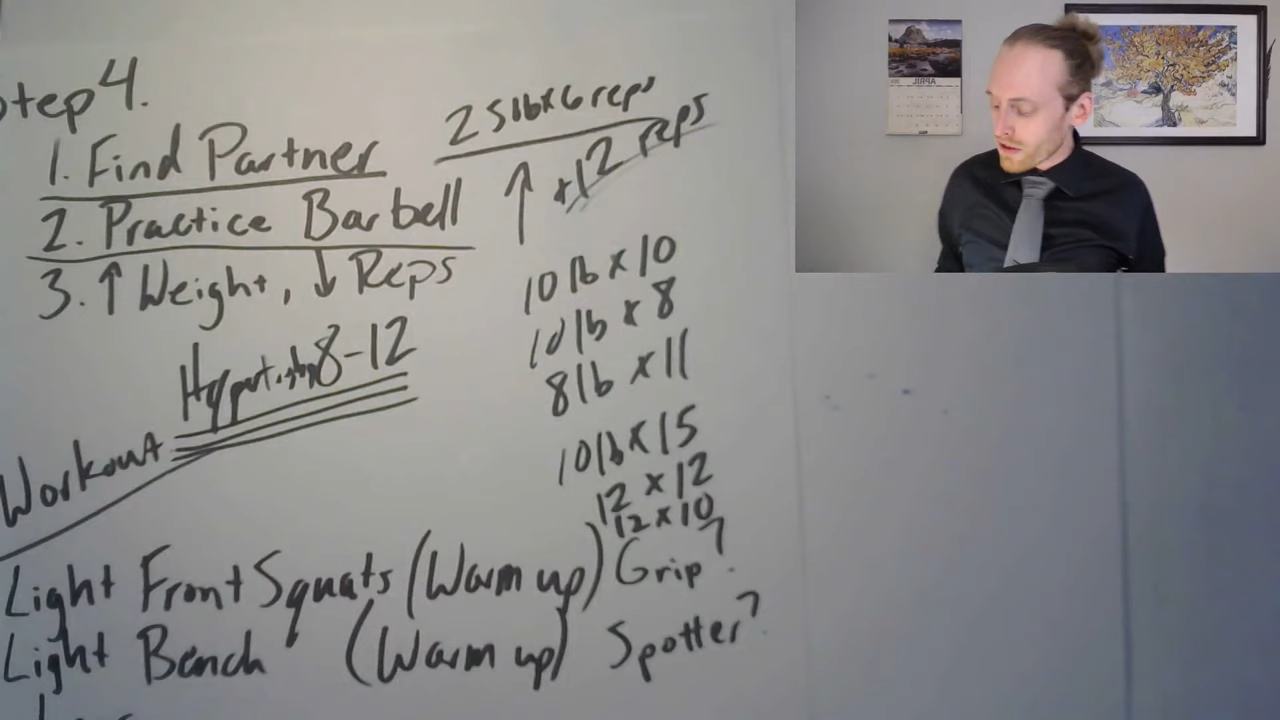 Step 4.
1. Find Partner
2. Practice Barbell
3. ↑ Weight, ↓ Reps
25lb x 6 reps
↑ +12 reps
10lb x 10
10lb x 8
8lb x 11
10lb x 15
12 x 12
12 x 10
8-12
Workout
Light Front Squats (Warm up) Grip?
Light Bench (Warm up) Spotter?
APRIL